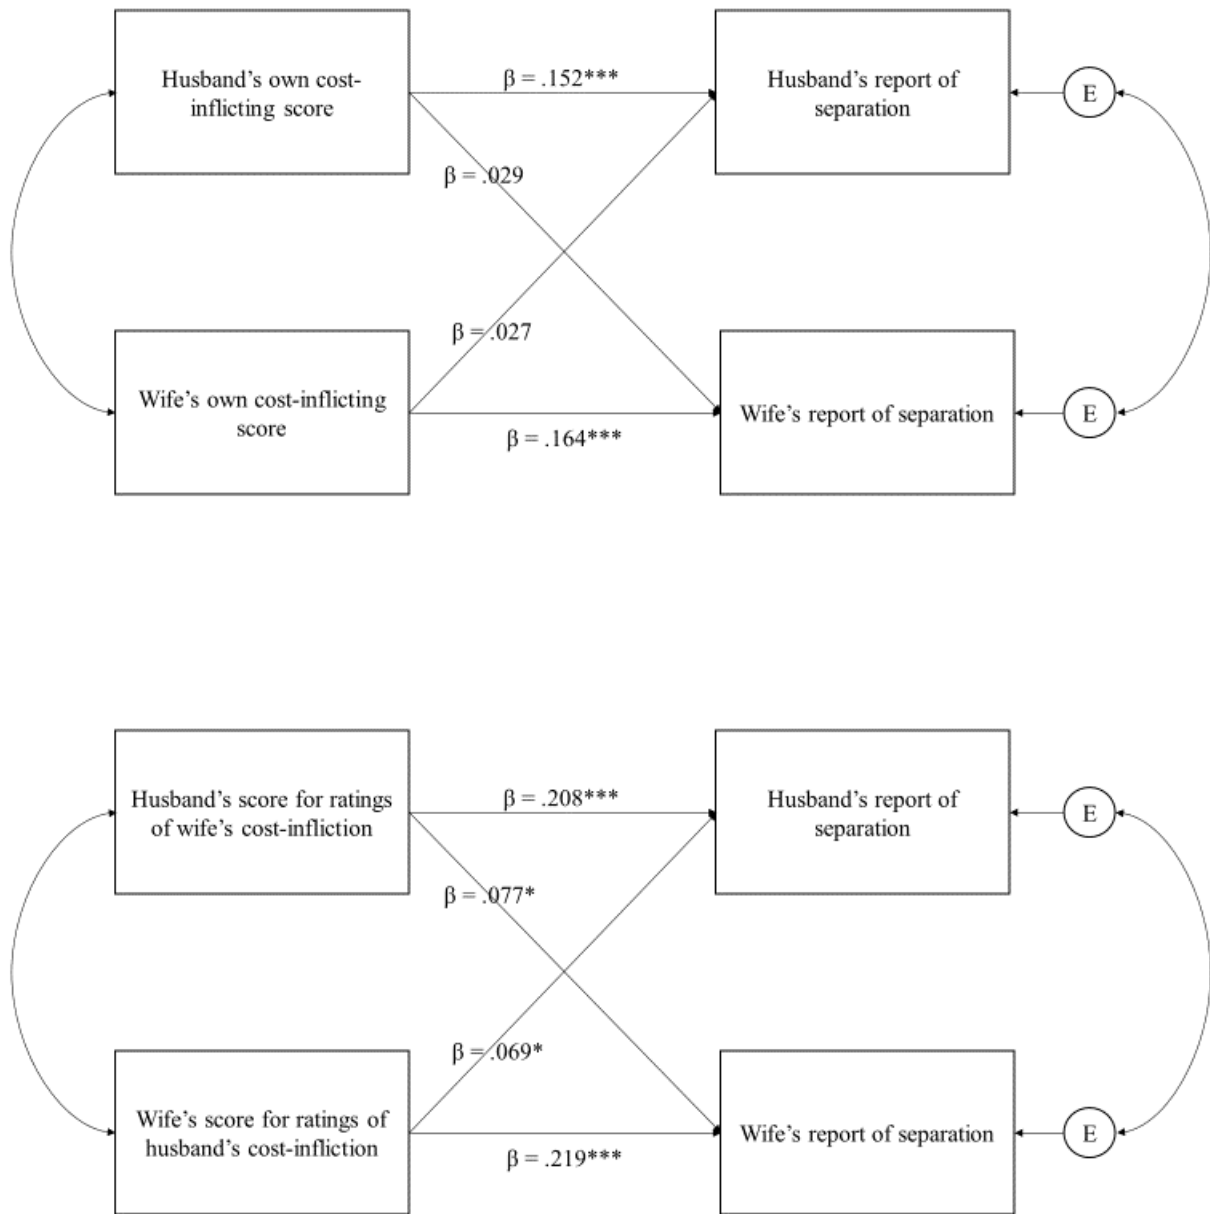 Husband’s own cost-
inflicting score
β = .152***
Husband’s report of
separation
E
β = .029
β = .027
Wife’s own cost-inflicting
score
β = .164***
Wife’s report of separation
E
Husband’s score for ratings
of wife’s cost-infliction
β = .208***
Husband’s report of
separation
E
β = .077*
β = .069*
Wife’s score for ratings of
husband’s cost-infliction
β = .219***
Wife’s report of separation
E